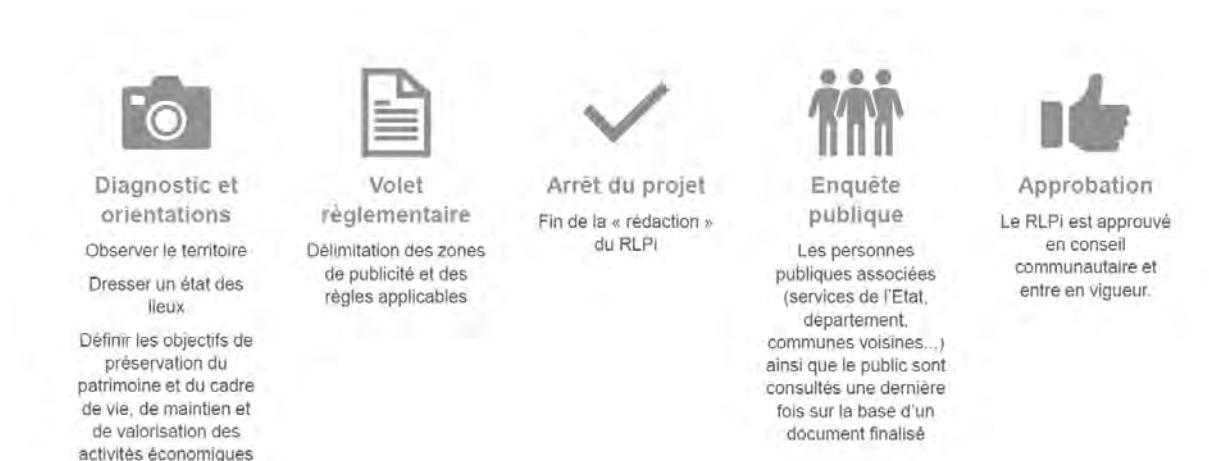 Diagnostic et
orientations
Observer le territoire
Dresser un état des
lieux
Définir les objectifs de
préservation du
patrimoine et du cadre
de vie, de maintien et
de valorisation des
activités économiques
Volet
règlementaire
Délimitation des zones
de publicité et des
règles applicables
Arrêt du projet
Fin de la « rédaction »
du RLPi
Enquête
publique
Les personnes
publiques associées
(services de l'Etat,
département,
communes voisines...)
ainsi que le public sont
consultés une dernière
fois sur la base d'un
document finalisé
Approbation
Le RLPi est approuvé
en conseil
communautaire et
entre en vigueur.